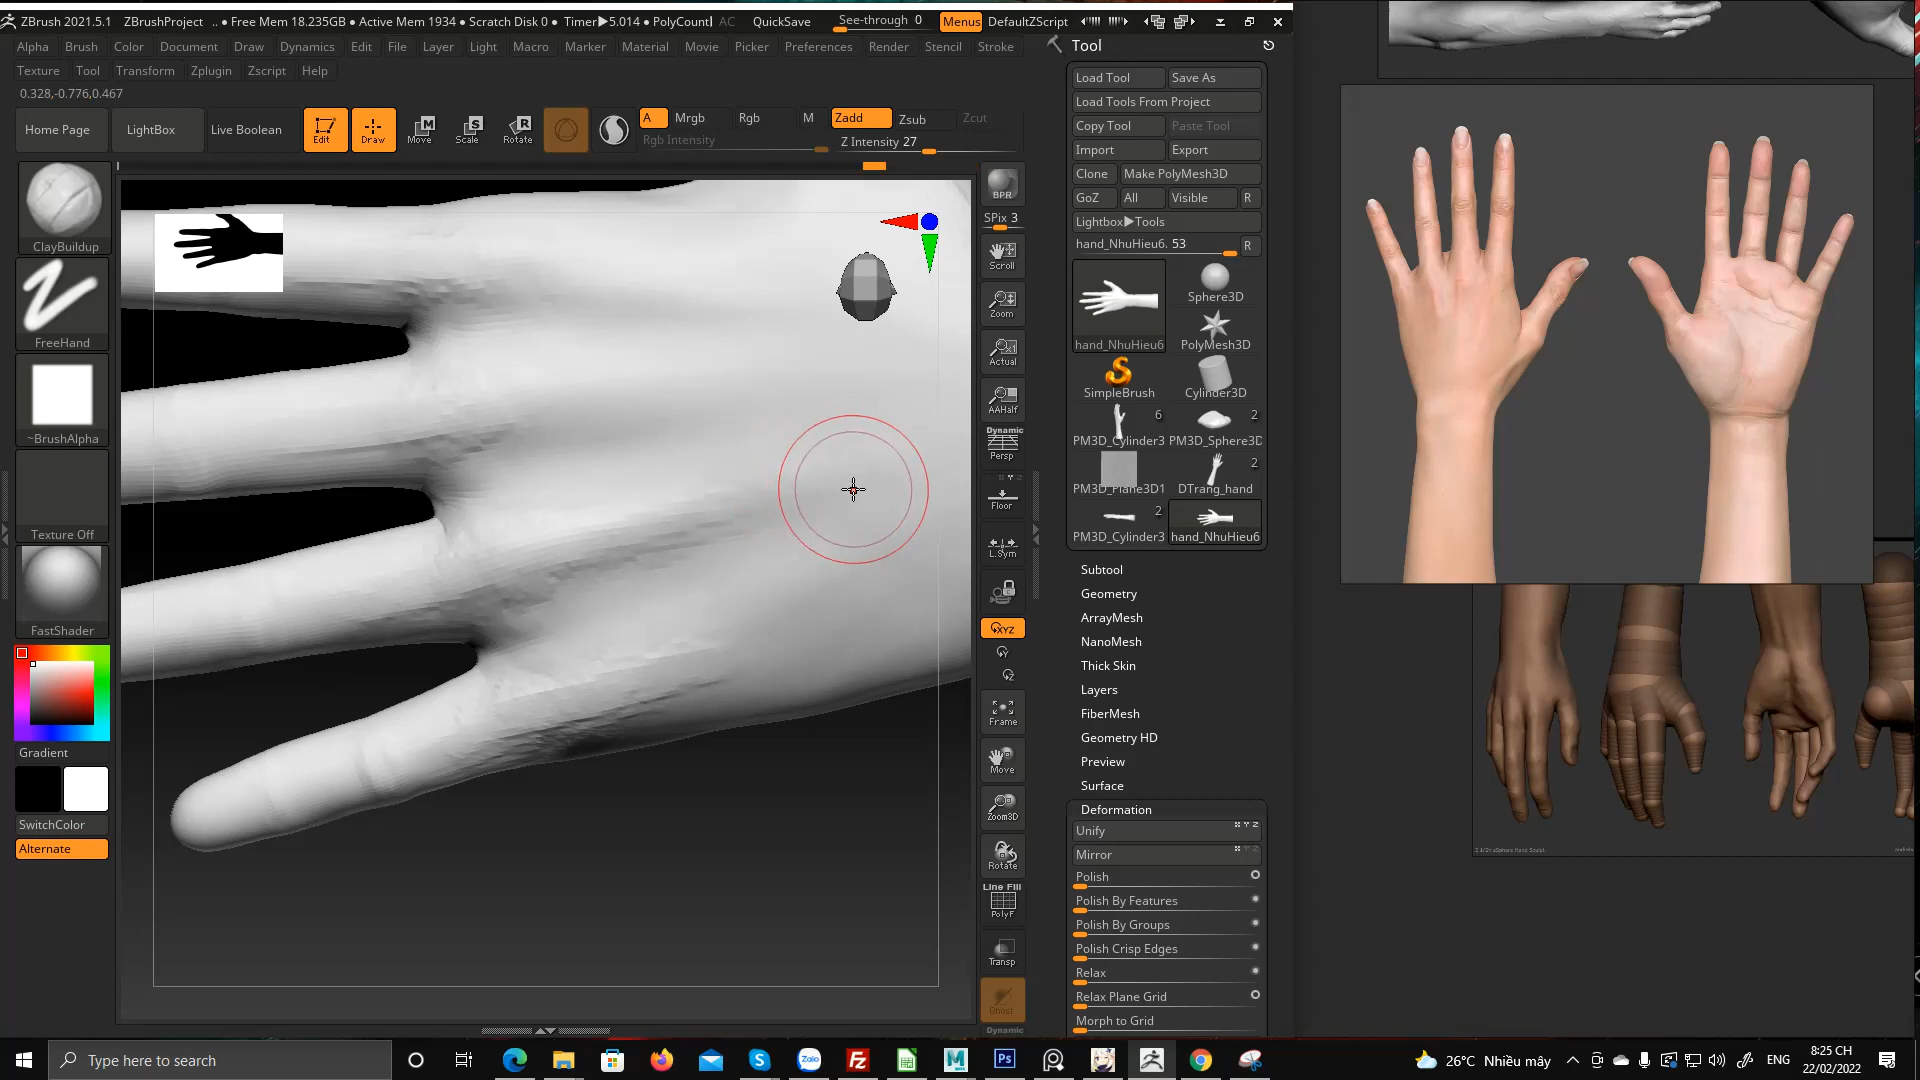 ZBrush 2021.5.1 ZBrushProject .. ● Free Mem 18.235GB ● Active Mem 1934 ● Scratch Disk 0 ● Timer▶5.014 ● PolyCount AC QuickSave See-through 0 Menus DefaultZScript
Alpha Brush Color Document Draw Dynamics Edit File Layer Light Macro Marker Material Movie Picker Preferences Render Stencil Stroke
Texture Tool Transform Zplugin Zscript Help
0.328,-0.776,0.467
Home Page LightBox Live Boolean Edit Draw Move Scale Rotate A Mrgb Rgb M Zadd Zsub Zcut
Rgb Intensity Z Intensity 27
ClayBuildup
FreeHand
~BrushAlpha
Texture Off
FastShader
Gradient
SwitchColor
Alternate
BPR
SPix 3
Scroll
Zoom
Actual
AAHalf
Dynamic
Persp
Floor
L.Sym
XYZ
Frame
Move
Zoom3D
Rotate
Line Fill
PolyF
Transp
Ghost
Dynamic
Tool
Load Tool Save As
Load Tools From Project
Copy Tool Paste Tool
Import Export
Clone Make PolyMesh3D
GoZ All Visible R
Lightbox▶Tools
hand_NhuHieu6. 53 R
hand_NhuHieu6 Sphere3D
PolyMesh3D
SimpleBrush Cylinder3D
6 2
PM3D_Cylinder3 PM3D_Sphere3D
2
PM3D_Plane3D1 DTrang_hand
2
PM3D_Cylinder3 hand_NhuHieu6
Subtool
Geometry
ArrayMesh
NanoMesh
Thick Skin
Layers
FiberMesh
Geometry HD
Preview
Surface
Deformation
Unify
Mirror
Polish
Polish By Features
Polish By Groups
Polish Crisp Edges
Relax
Relax Plane Grid
Morph to Grid
Type here to search
26°C Nhiều mây
ENG
8:25 CH
22/02/2022